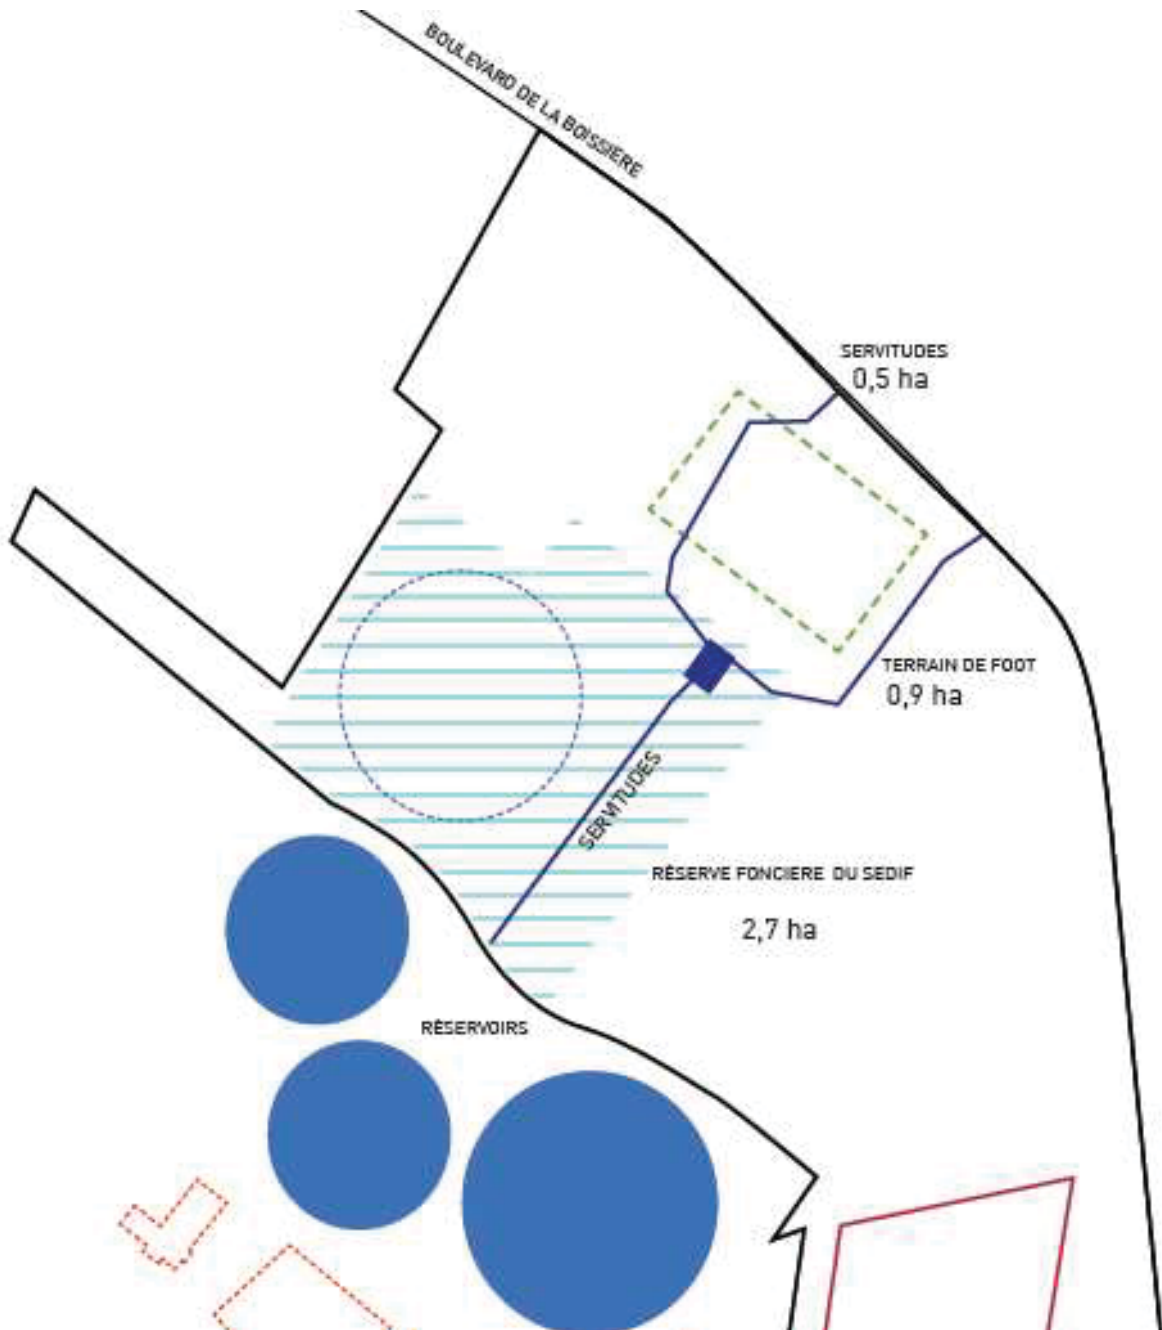 BOULEVARD DE LA BOISSIÈRE
SERVITUDES
0,5 ha
TERRAIN DE FOOT
0,9 ha
SERVITUDES
RÉSERVE FONCIERE DU SEDIF
2,7 ha
RÉSERVOIRS